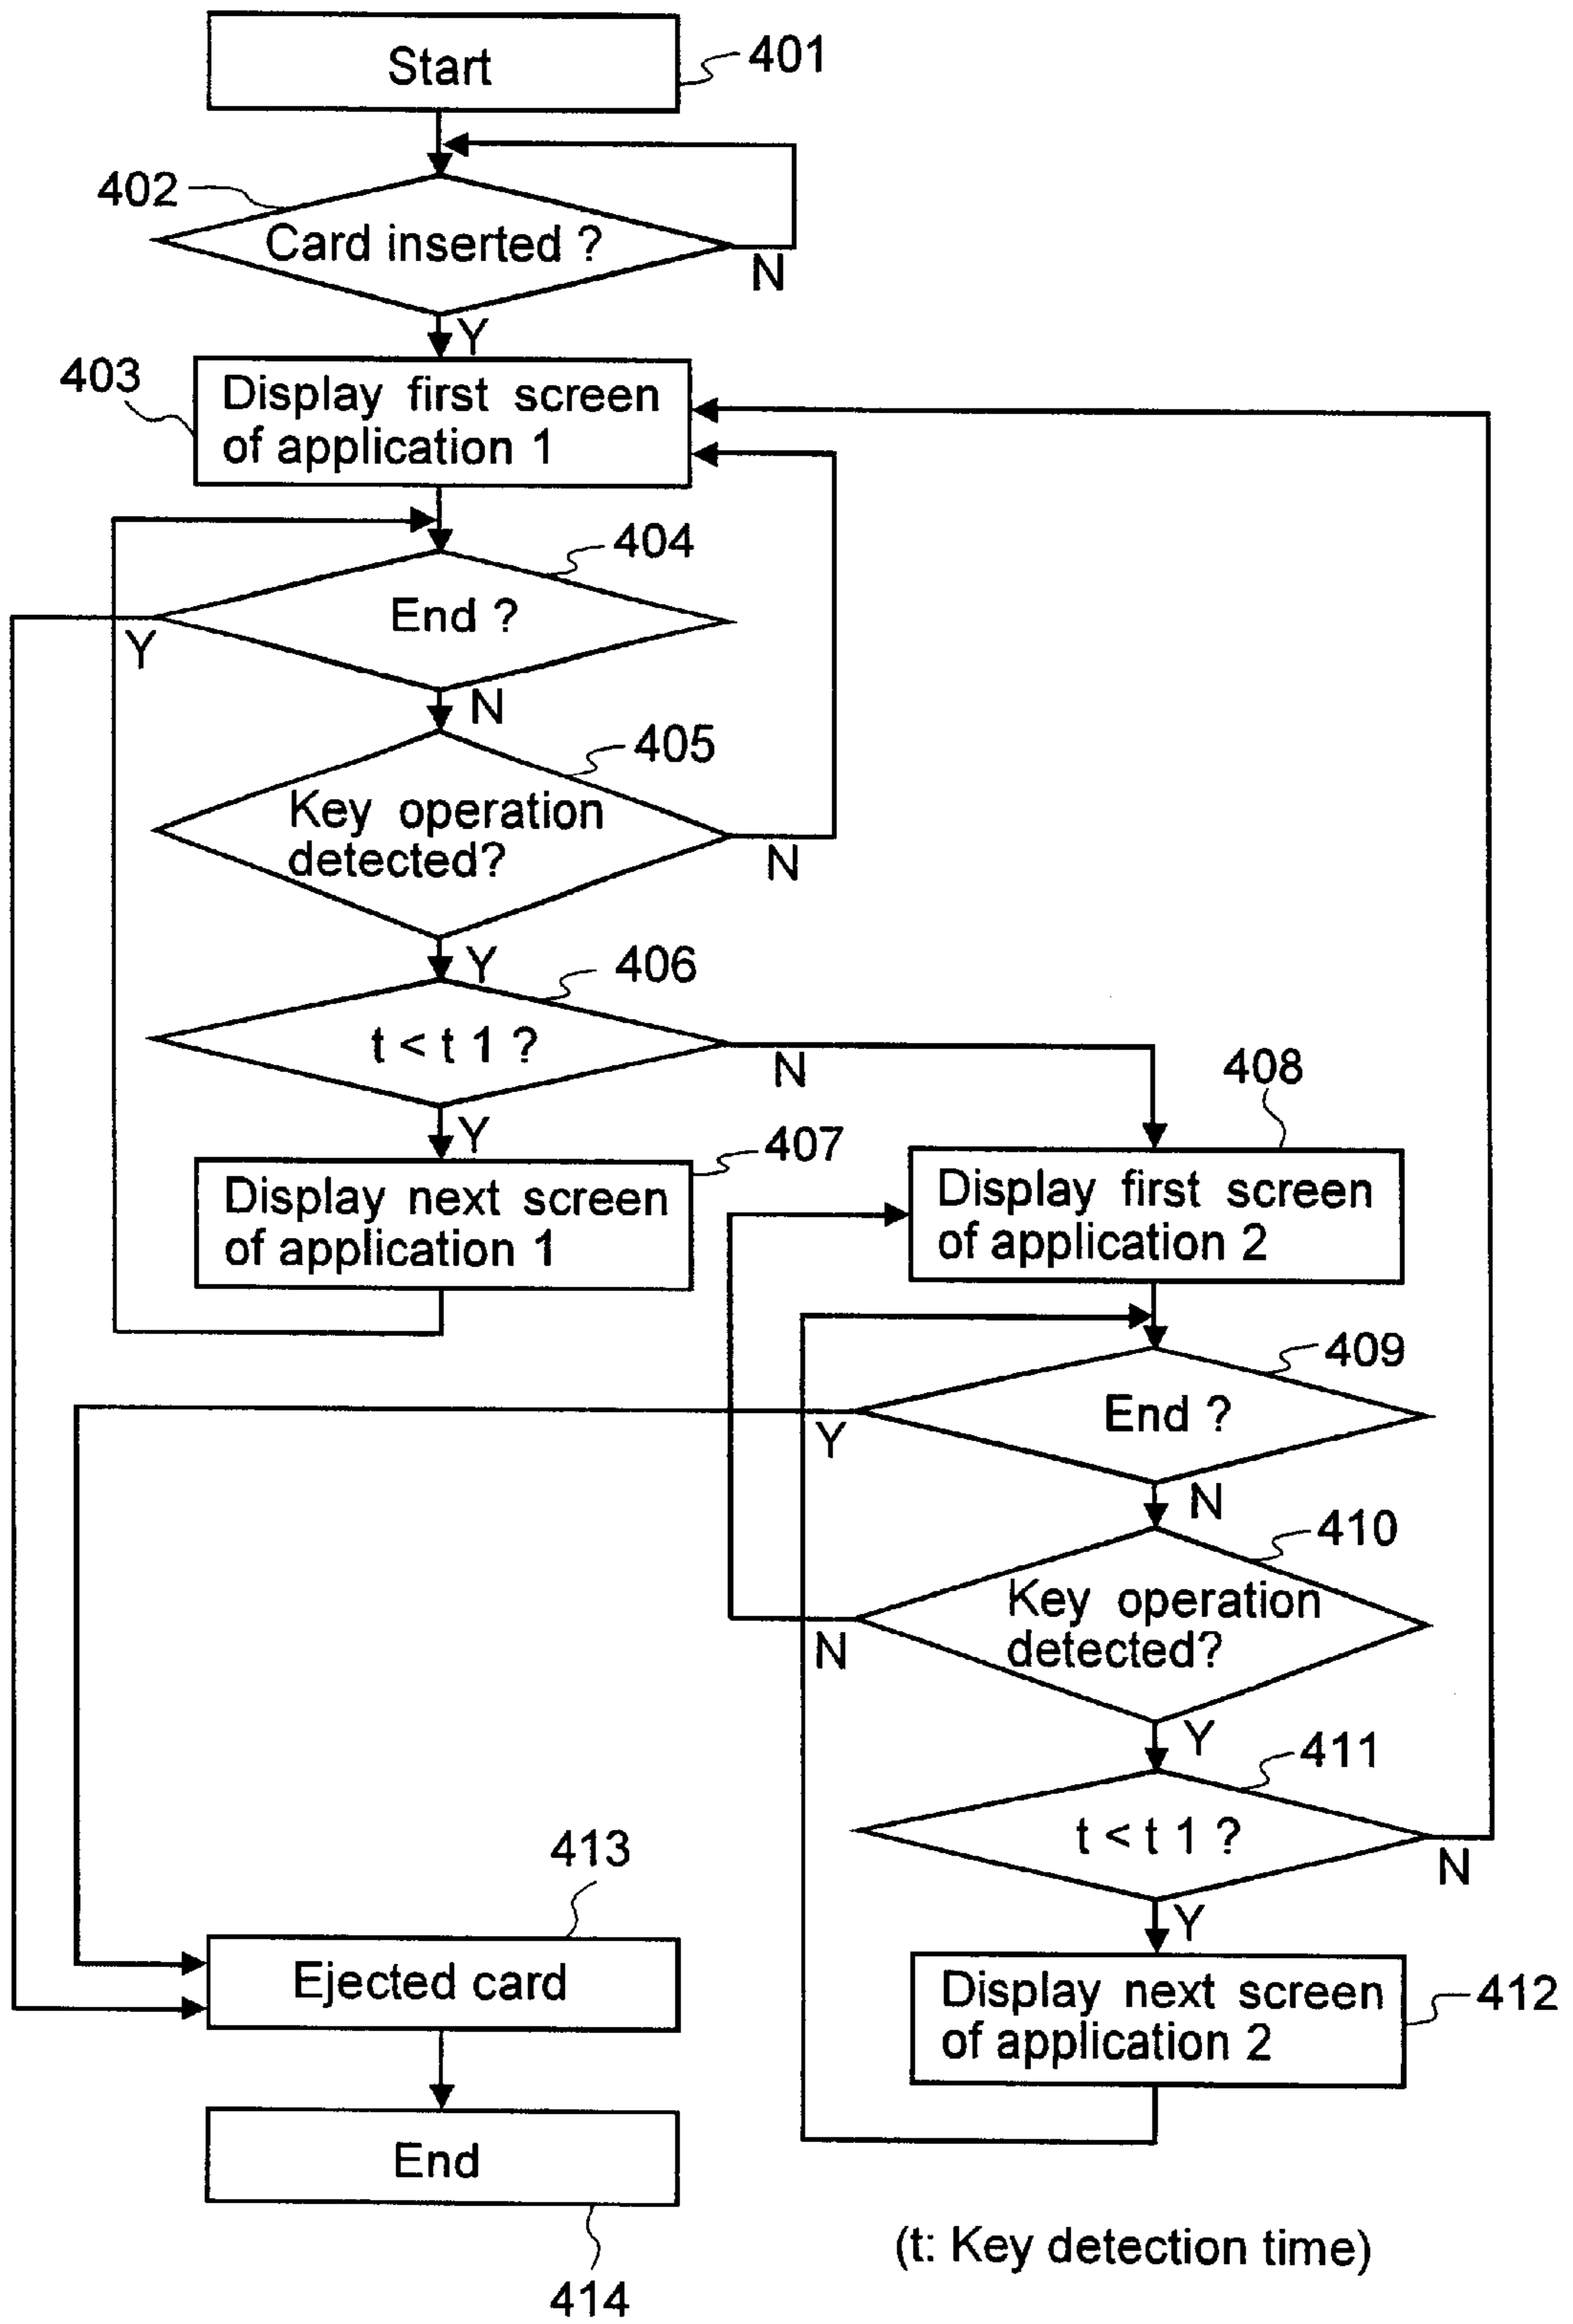 Start
401
402
Card inserted ?
N
Y
403
Display first screen
of application 1
404
End ?
Y
N
405
Key operation
detected?
N
Y
406
t < t 1 ?
N
Y
407
Display next screen
of application 1
408
Display first screen
of application 2
409
End ?
Y
N
410
Key operation
detected?
N
Y
411
t < t 1 ?
N
Y
412
Display next screen
of application 2
413
Ejected card
End
414
(t: Key detection time)